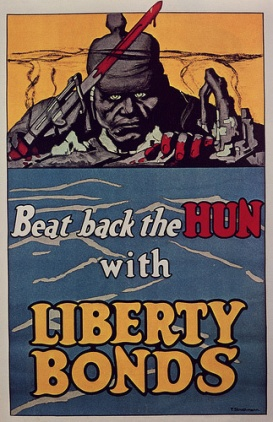 Beat back the HUN
with
LIBERTY
BONDS